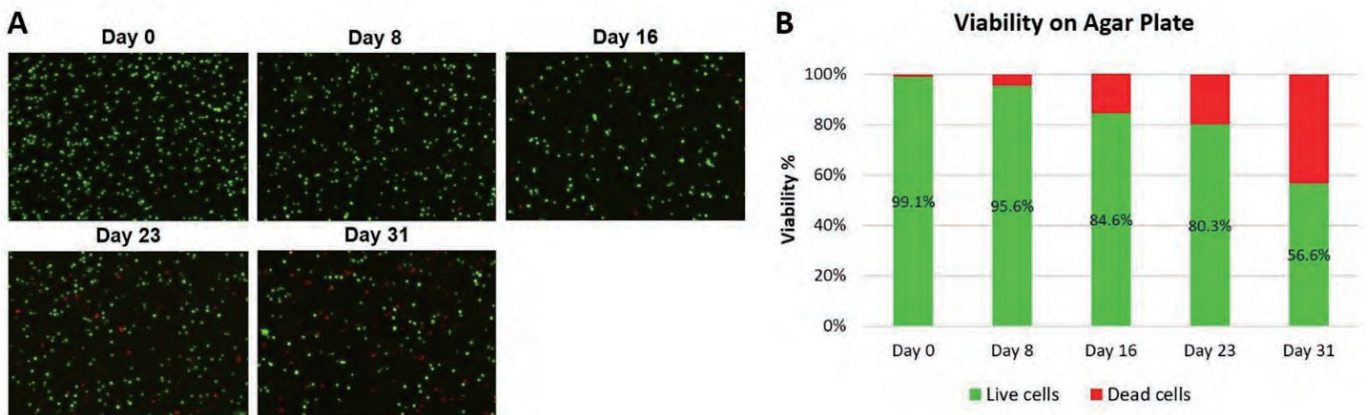 A
Day 0
Day 8
Day 16
Day 23
Day 31
B
Viability on Agar Plate
Viability %
100%
80%
60%
40%
20%
0%
99.1%
95.6%
84.6%
80.3%
56.6%
Day 0
Day 8
Day 16
Day 23
Day 31
Live cells
Dead cells